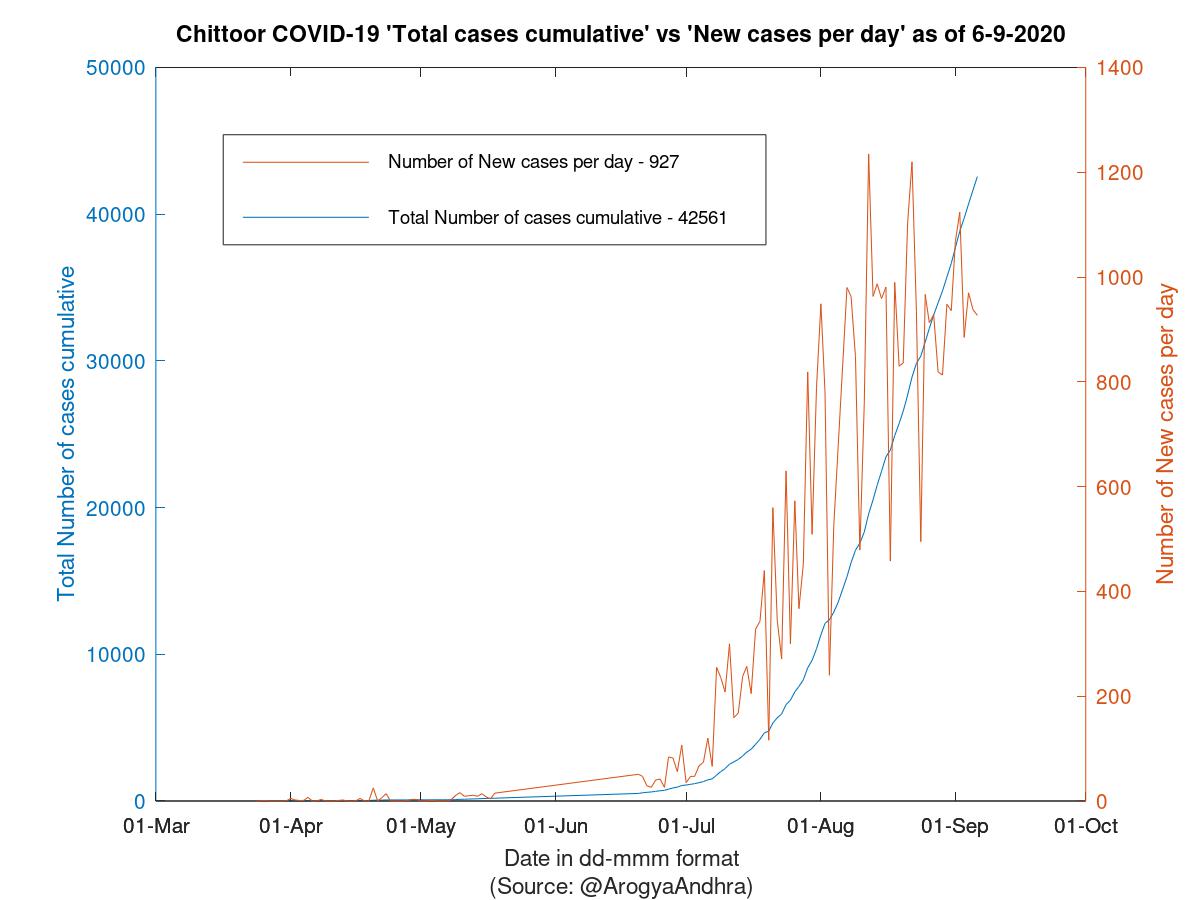 Chittoor COVID-19 'Total cases cumulative' vs 'New cases per day' as of 6-9-2020
50000
40000
30000
20000
10000
0
Total Number of cases cumulative
Number of New cases per day - 927
Total Number of cases cumulative - 42561
1400
1200
1000
800
600
400
200
0
Number of New cases per day
01-Mar 01-Apr 01-May 01-Jun 01-Jul 01-Aug 01-Sep 01-Oct
Date in dd-mmm format
(Source: @ArogyaAndhra)